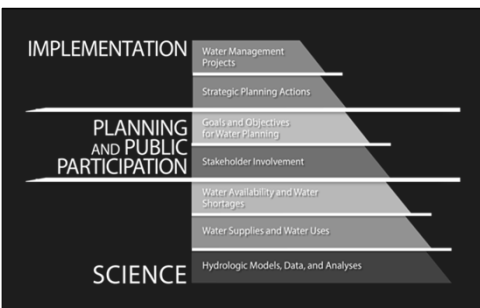 IMPLEMENTATION
Water Management
Projects
Strategic Planning Actions
PLANNING
AND PUBLIC
PARTICIPATION
Goals and Objectives
for Water Planning
Stakeholder Involvement
Water Availability and Water
Shortages
Water Supplies and Water Uses
SCIENCE
Hydrologic Models, Data, and Analyses